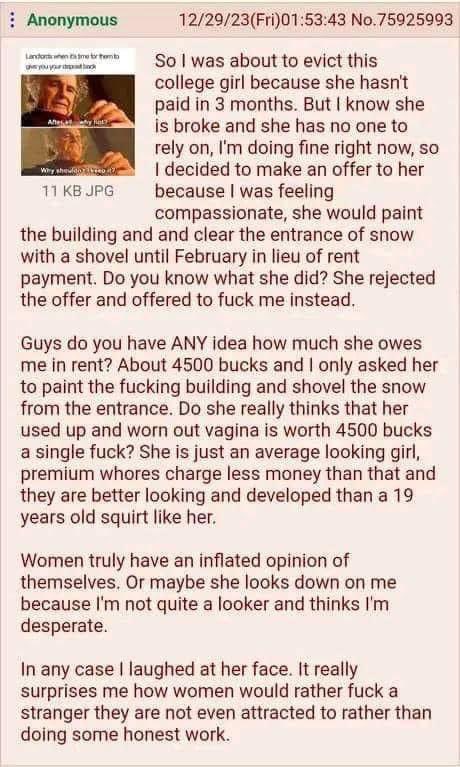 Anonymous 12/29/23(Fri)01:53:43 No.75925993
Landlords when its time for them to
give you your deposit back
After all... why not?
Why shouldn't I keep it?
11 KB JPG
So I was about to evict this
college girl because she hasn't
paid in 3 months. But I know she
is broke and she has no one to
rely on, I'm doing fine right now, so
I decided to make an offer to her
because I was feeling
compassionate, she would paint
the building and and clear the entrance of snow
with a shovel until February in lieu of rent
payment. Do you know what she did? She rejected
the offer and offered to fuck me instead.
Guys do you have ANY idea how much she owes
me in rent? About 4500 bucks and I only asked her
to paint the fucking building and shovel the snow
from the entrance. Do she really thinks that her
used up and worn out vagina is worth 4500 bucks
a single fuck? She is just an average looking girl,
premium whores charge less money than that and
they are better looking and developed than a 19
years old squirt like her.
Women truly have an inflated opinion of
themselves. Or maybe she looks down on me
because I'm not quite a looker and thinks I'm
desperate.
In any case I laughed at her face. It really
surprises me how women would rather fuck a
stranger they are not even attracted to rather than
doing some honest work.